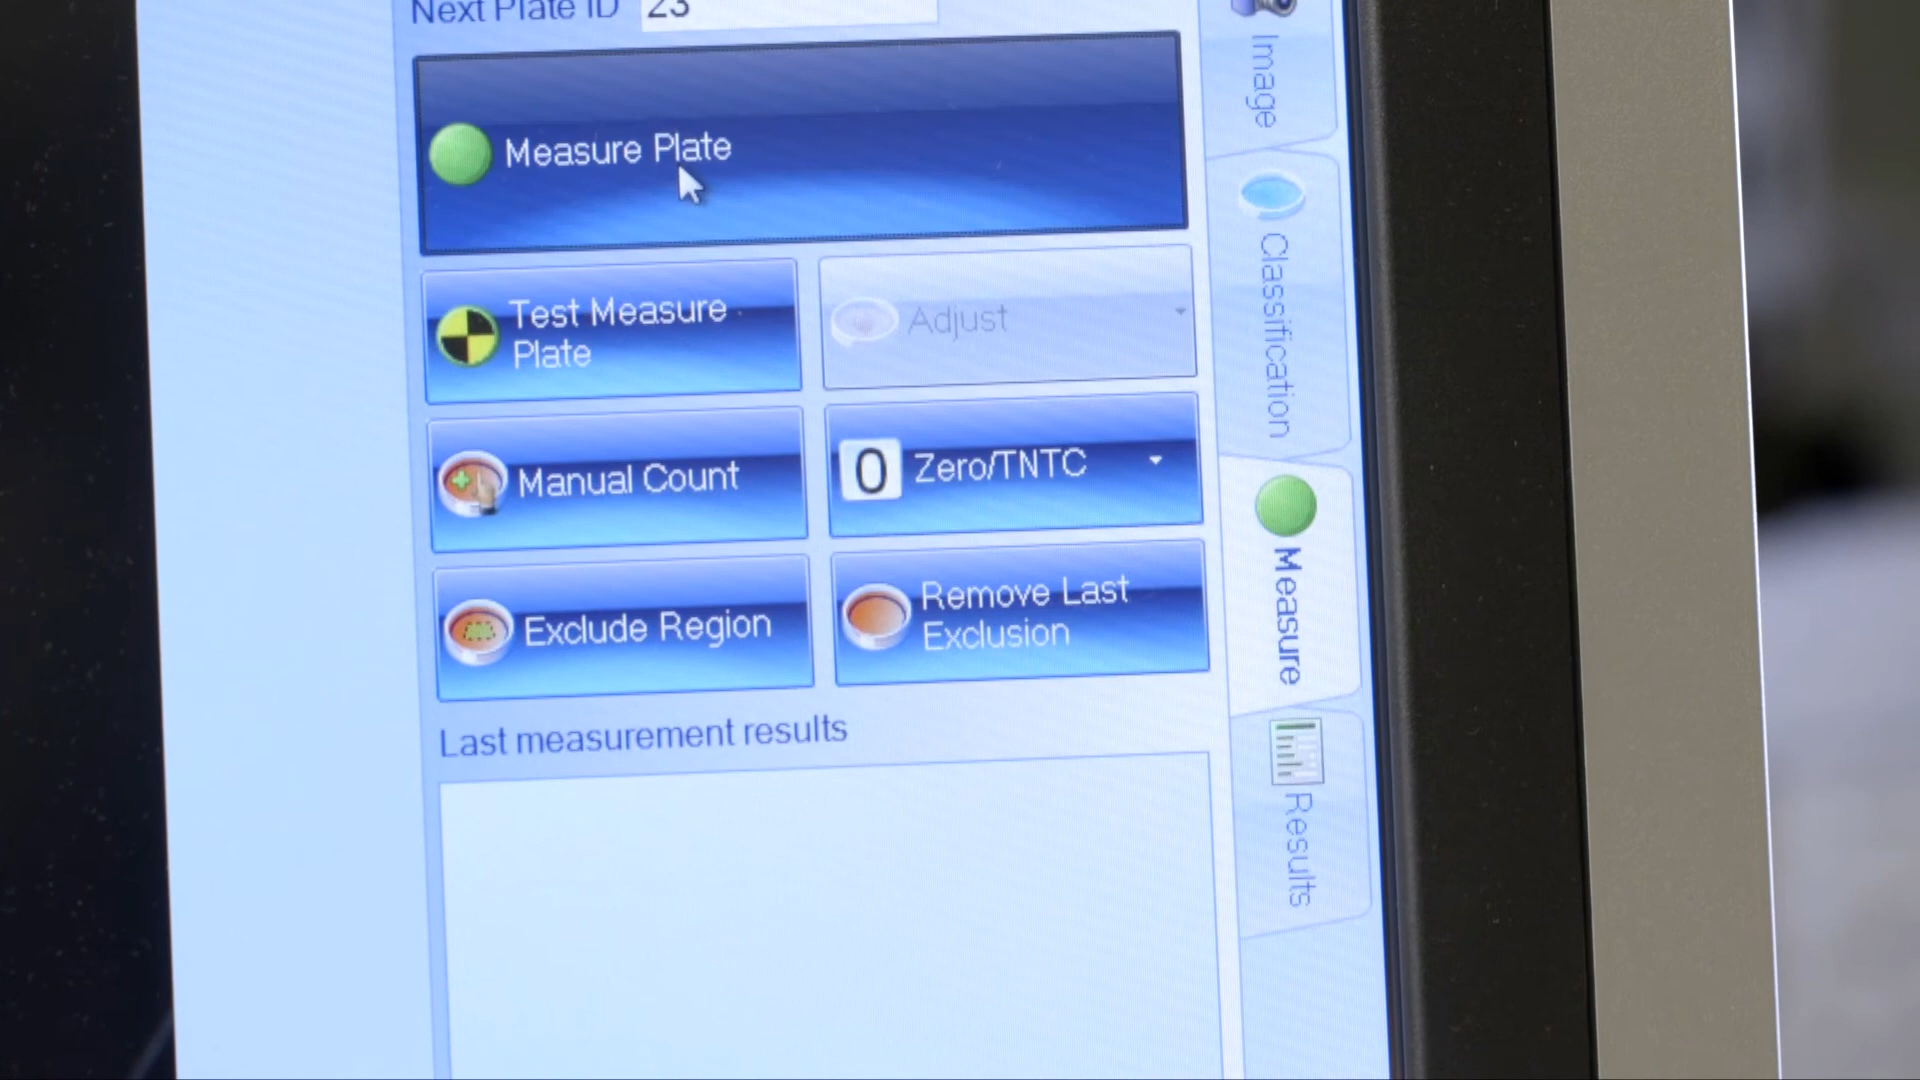 Next Plate ID 23
Measure Plate
Test Measure
Plate
Adjust
Manual Count
0 Zero/TNTC
Exclude Region
Remove Last
Exclusion
Last measurement results
Image
Classification
Measure
Results